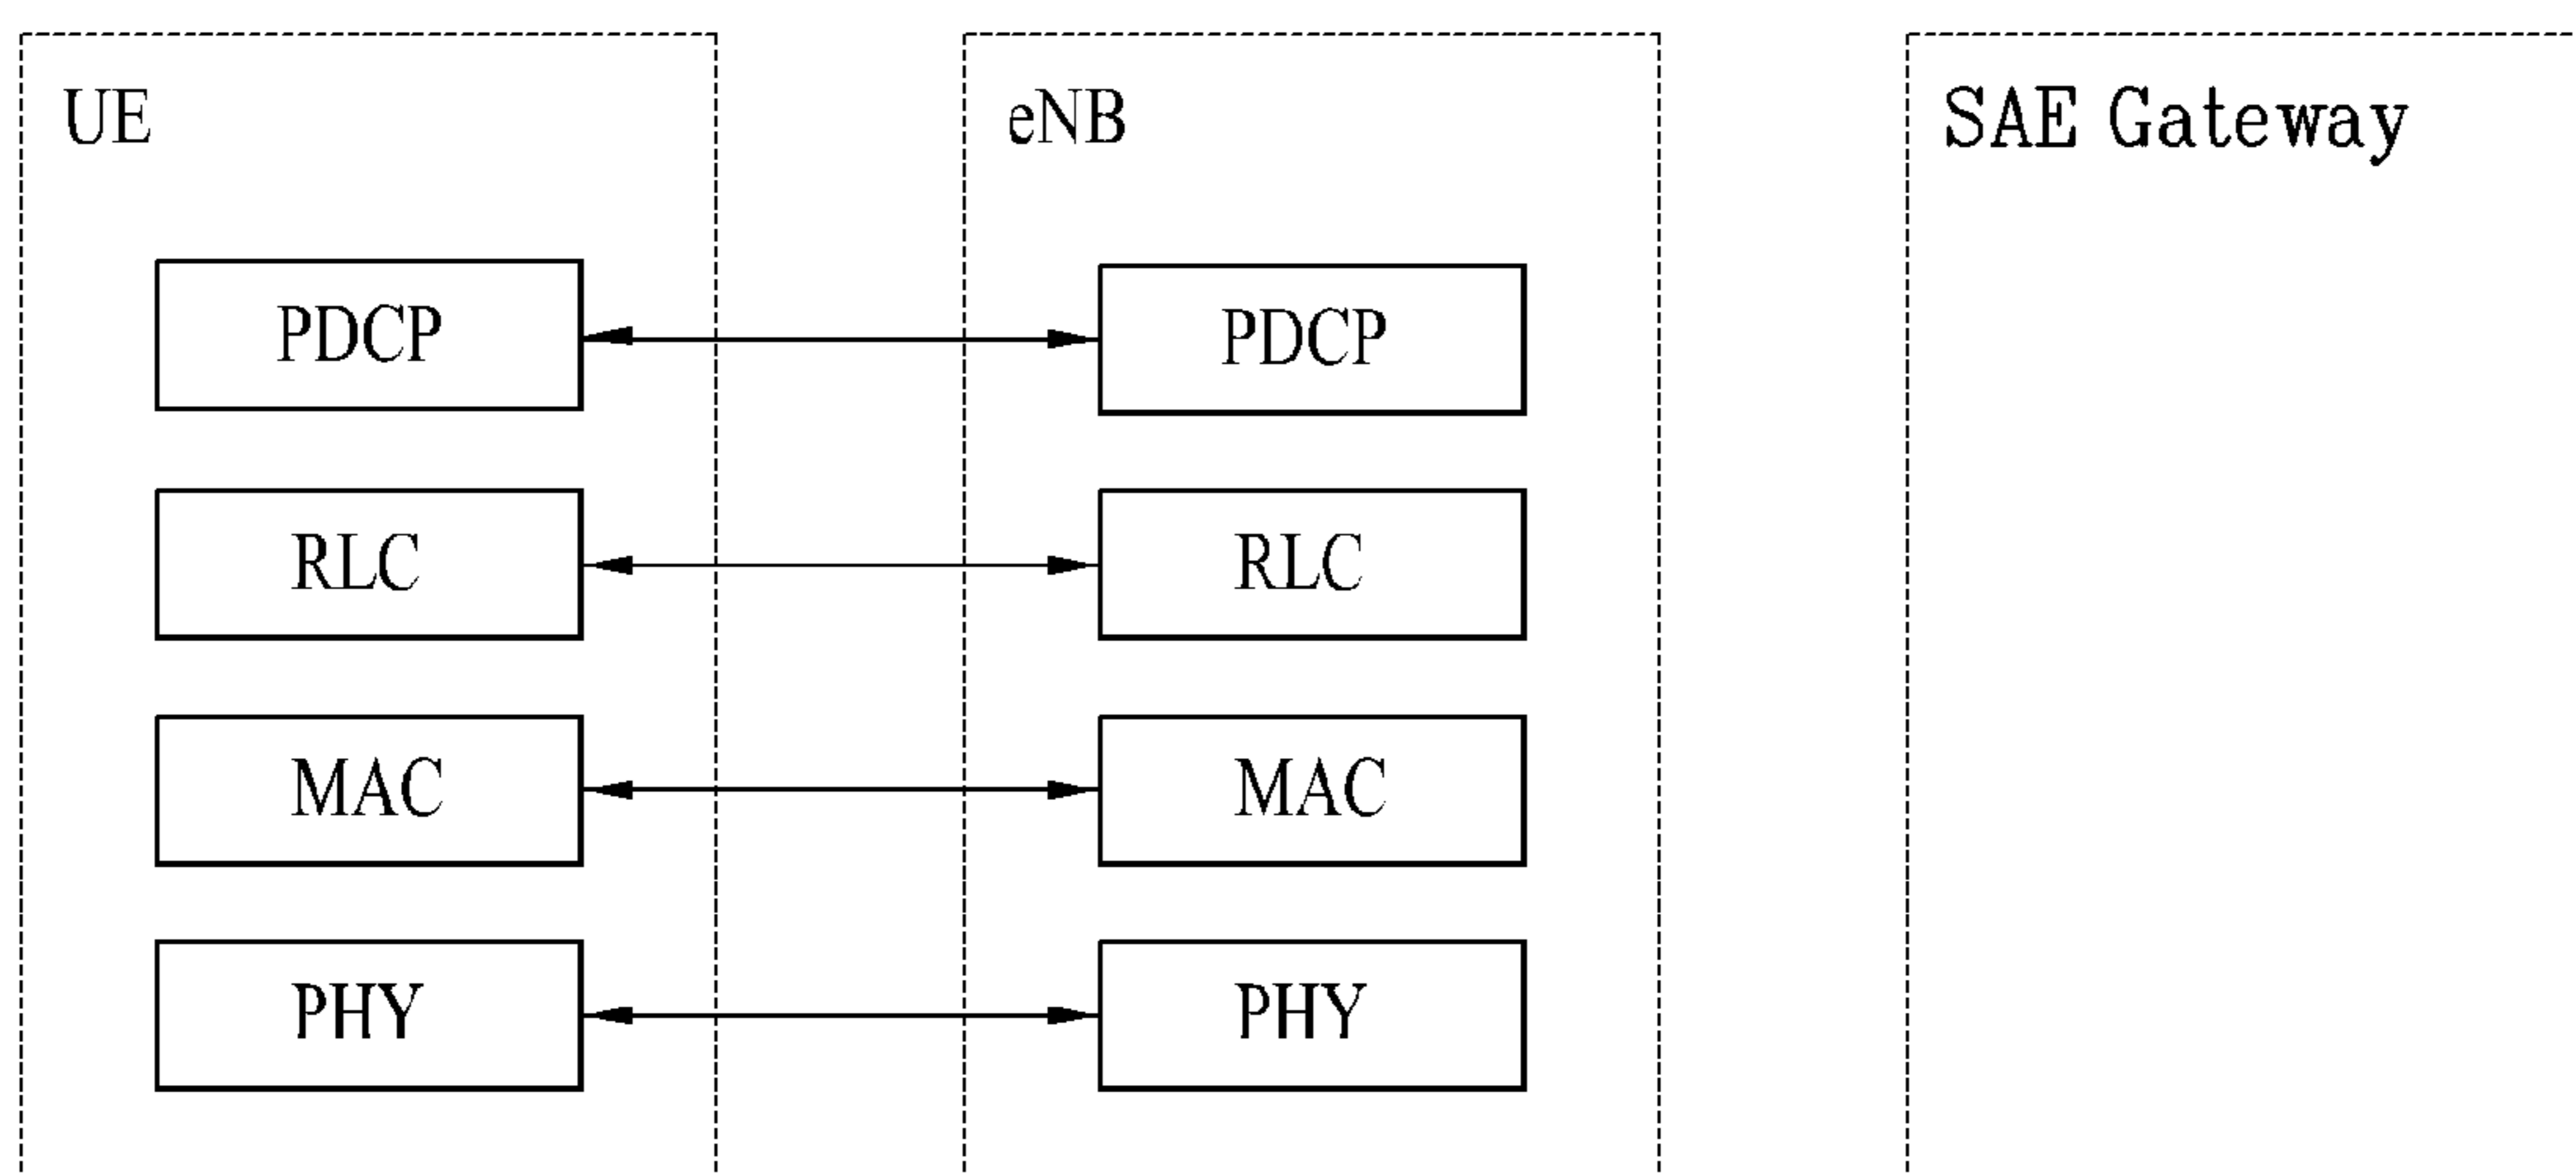 UE
eNB
SAE Gateway
PDCP
PDCP
RLC
RLC
MAC
MAC
PHY
PHY